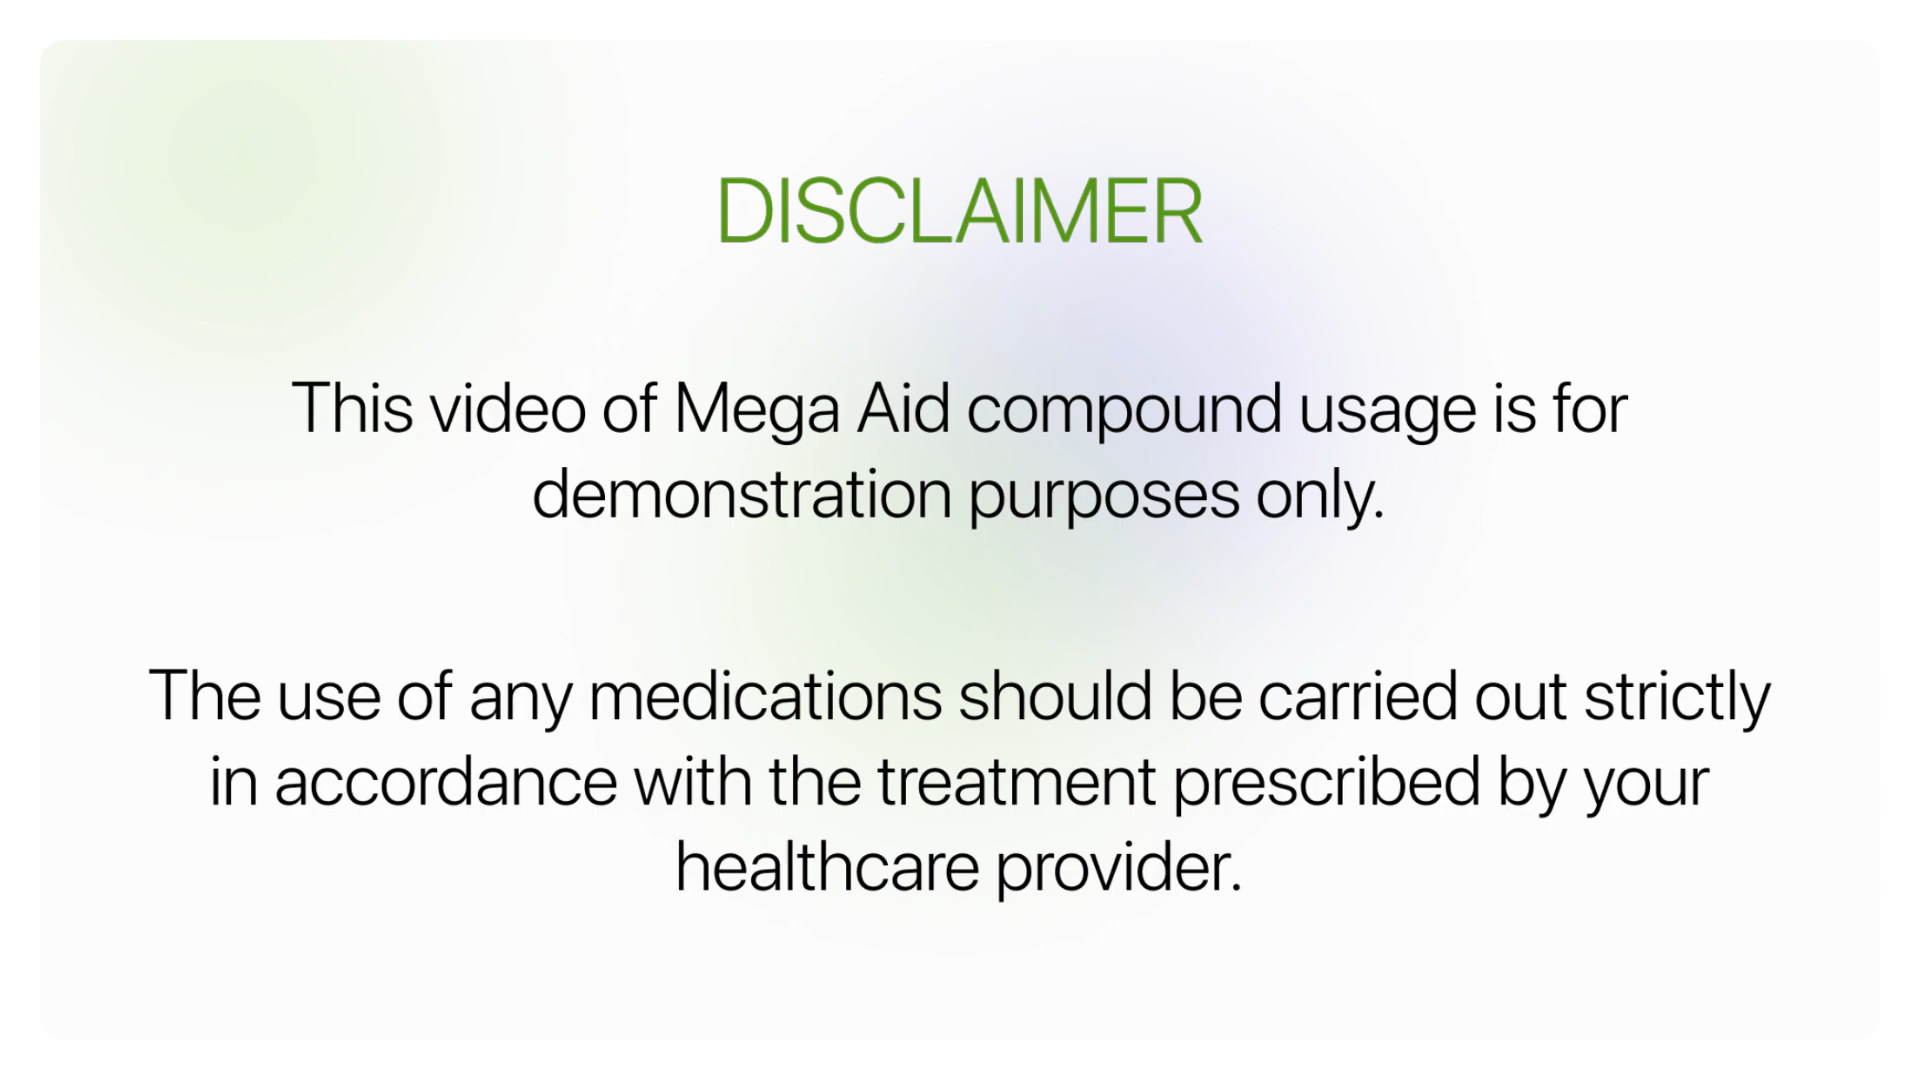 DISCLAIMER
This video of Mega Aid compound usage is for
demonstration purposes only.
The use of any medications should be carried out strictly
in accordance with the treatment prescribed by your
healthcare provider.